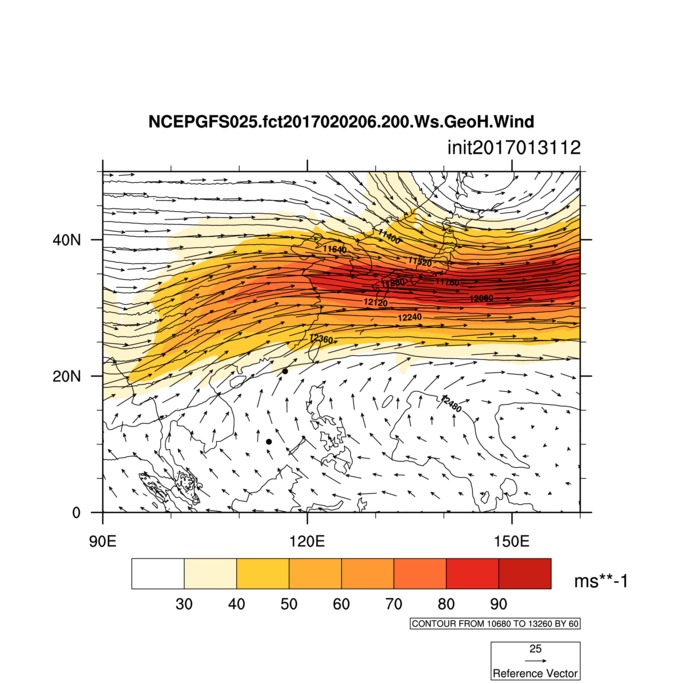 NCEPGFS025.fct2017020206.200.Ws.GeoH.Wind
init2017013112
40N
20N
0
11400
11640
11520
11880
11760
12000
12120
12240
12360
12480
90E
120E
150E
30 40 50 60 70 80 90
ms**-1
CONTOUR FROM 10680 TO 13260 BY 60
25
Reference Vector